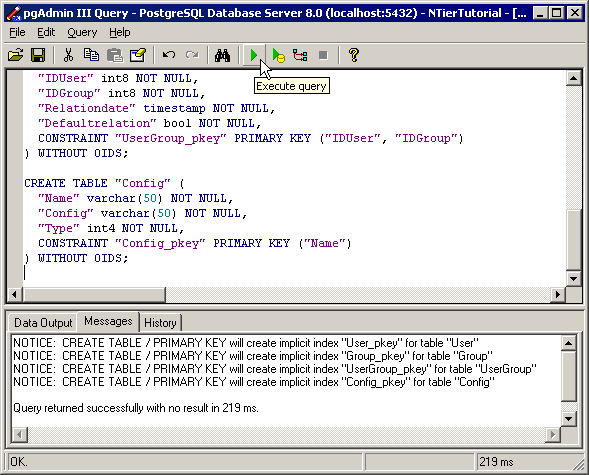 pgAdmin III Query - PostgreSQL Database Server 8.0 (localhost:5432) - NTierTutorial - [...
File Edit Query Help
Execute query
"IDUser" int8 NOT NULL,
"IDGroup" int8 NOT NULL,
"Relationdate" timestamp NOT NULL,
"Defaultrelation" bool NOT NULL,
CONSTRAINT "UserGroup_pkey" PRIMARY KEY ("IDUser", "IDGroup")
) WITHOUT OIDS;
CREATE TABLE "Config" (
"Name" varchar(50) NOT NULL,
"Config" varchar(50) NOT NULL,
"Type" int4 NOT NULL,
CONSTRAINT "Config_pkey" PRIMARY KEY ("Name")
) WITHOUT OIDS;
Data Output Messages History
NOTICE: CREATE TABLE / PRIMARY KEY will create implicit index "User_pkey" for table "User"
NOTICE: CREATE TABLE / PRIMARY KEY will create implicit index "Group_pkey" for table "Group"
NOTICE: CREATE TABLE / PRIMARY KEY will create implicit index "UserGroup_pkey" for table "UserGroup"
NOTICE: CREATE TABLE / PRIMARY KEY will create implicit index "Config_pkey" for table "Config"
Query returned successfully with no result in 219 ms.
OK. 219 ms